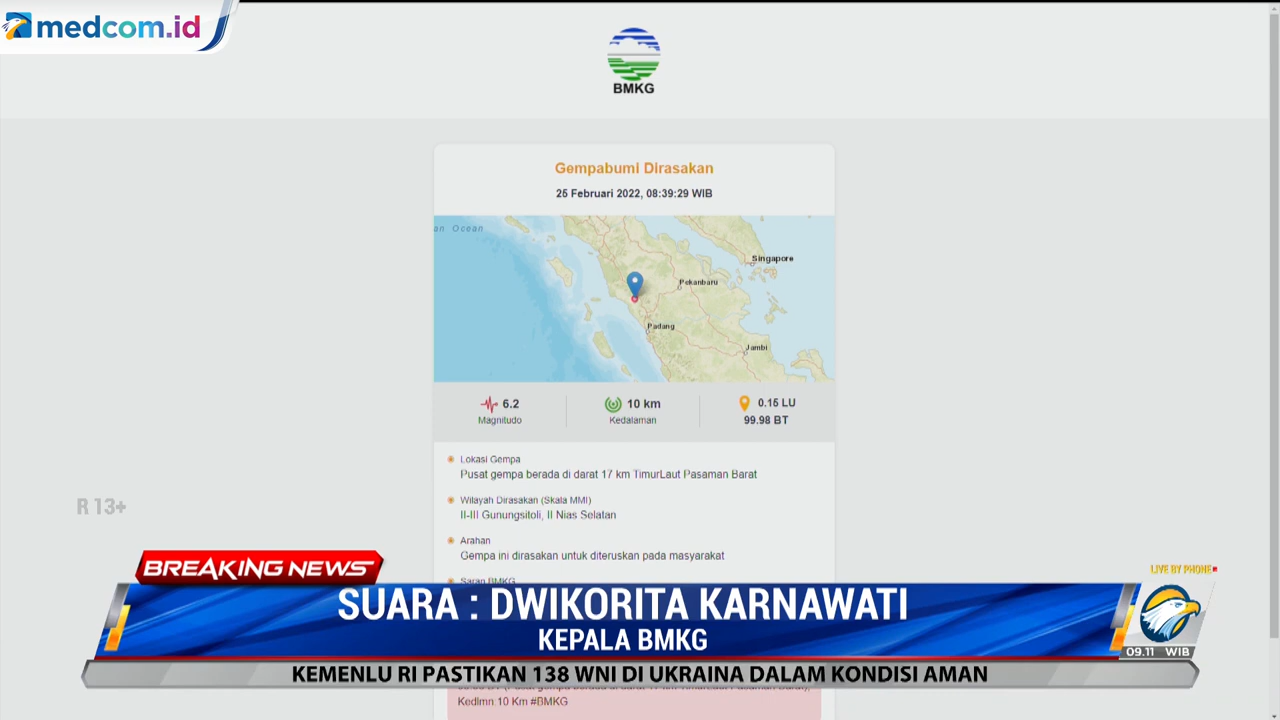 medcom.id
BMKG
Gempabumi Dirasakan
25 Februari 2022, 08:39:29 WIB
an Ocean
Singapore
Pekanbaru
Padang
Jambi
6.2
Magnitudo
10 km
Kedalaman
0.15 LU
99.98 BT
Lokasi Gempa
Pusat gempa berada di darat 17 km TimurLaut Pasaman Barat
Wilayah Dirasakan (Skala MMI)
II-III Gunungsitoli, II Nias Selatan
Arahan
Gempa ini dirasakan untuk diteruskan pada masyarakat
Saran BMKG
R 13+
BREAKING NEWS
LIVE BY PHONE
SUARA : DWIKORITA KARNAWATI
KEPALA BMKG
09.11 WIB
KEMENLU RI PASTIKAN 138 WNI DI UKRAINA DALAM KONDISI AMAN
Kedlmn:10 Km #BMKG